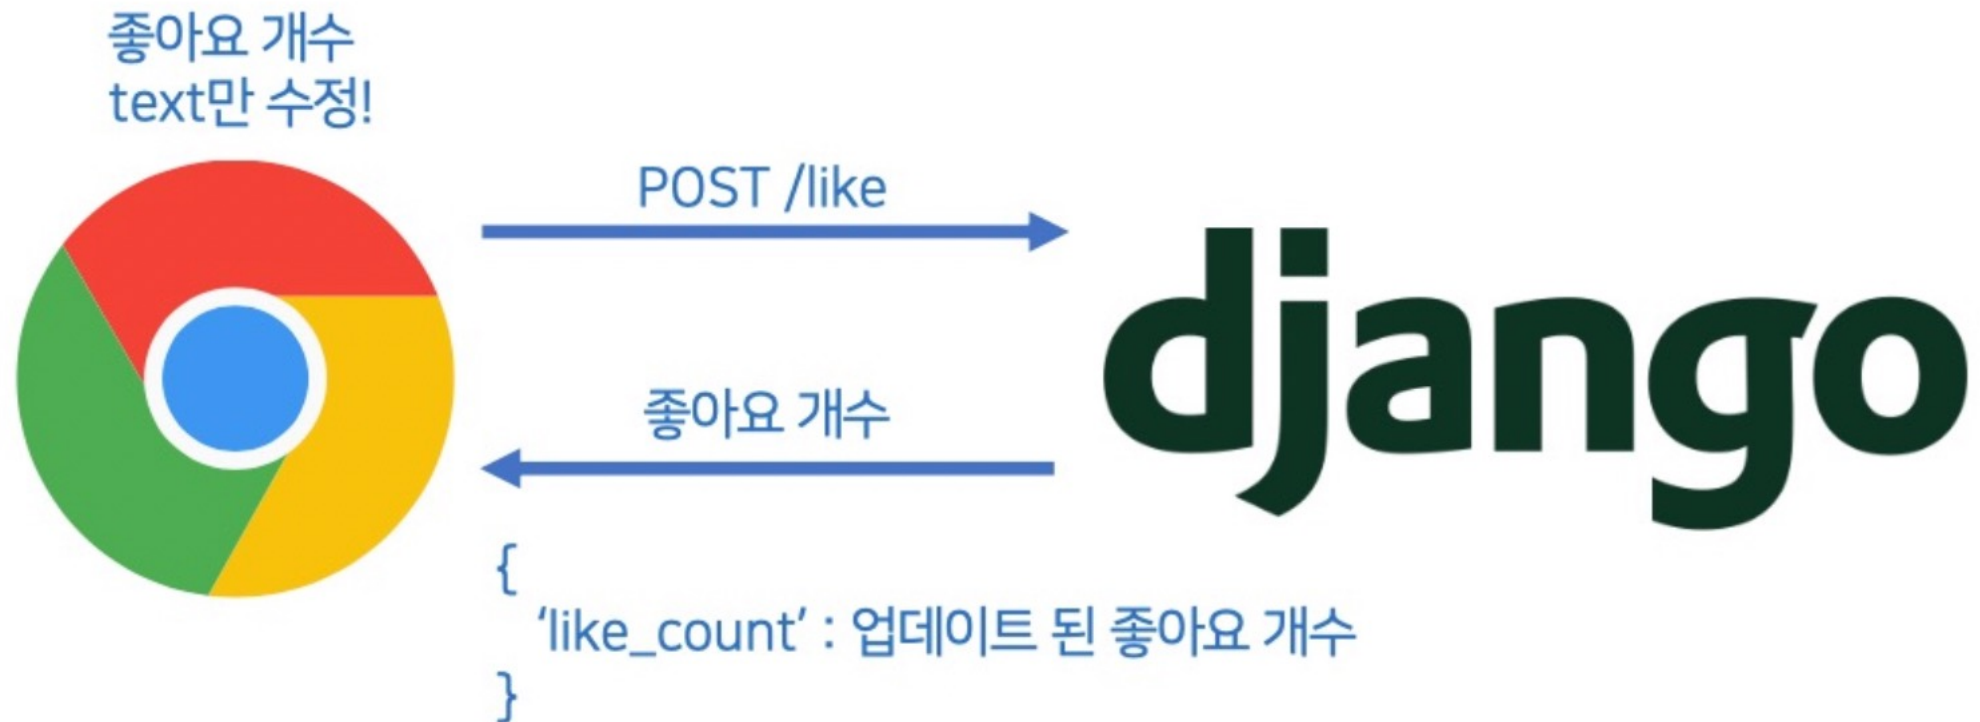 좋아요 개수
text만 수정!
POST /like
django
좋아요 개수
{
‘like_count’ : 업데이트 된 좋아요 개수
}